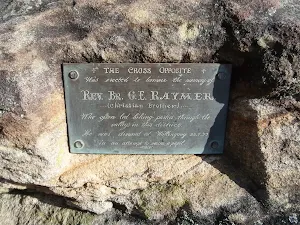 + THE CROSS OPPOSITE +
Was erected to honour the memory of
REV. BR. G.E. RAYMER
(Christian Brothers)
Who often led hiking parties through the
valleys in this district.
He was drowned at Wollongong
in an attempt to save a pupil